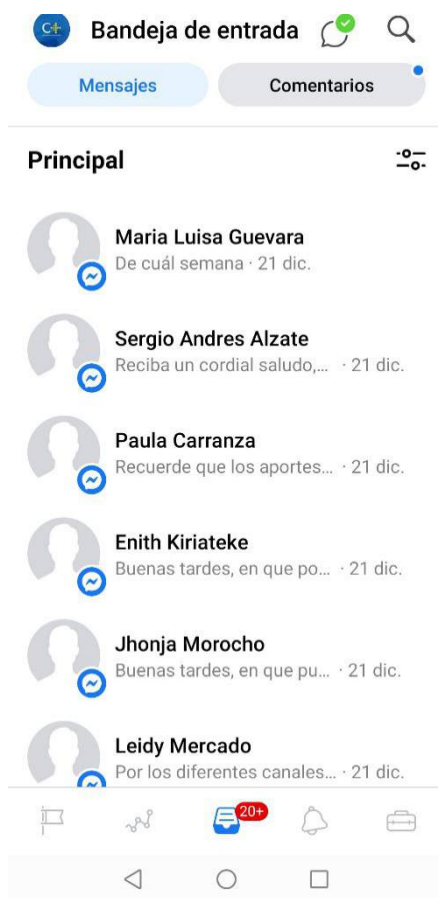 C+
Bandeja de entrada
Mensajes
Comentarios
Principal
Maria Luisa Guevara
De cuál semana · 21 dic.
Sergio Andres Alzate
Reciba un cordial saludo,... · 21 dic.
Paula Carranza
Recuerde que los aportes... · 21 dic.
Enith Kiriateke
Buenas tardes, en que po... · 21 dic.
Jhonja Morocho
Buenas tardes, en que pu... · 21 dic.
Leidy Mercado
Por los diferentes canales... · 21 dic.
20+